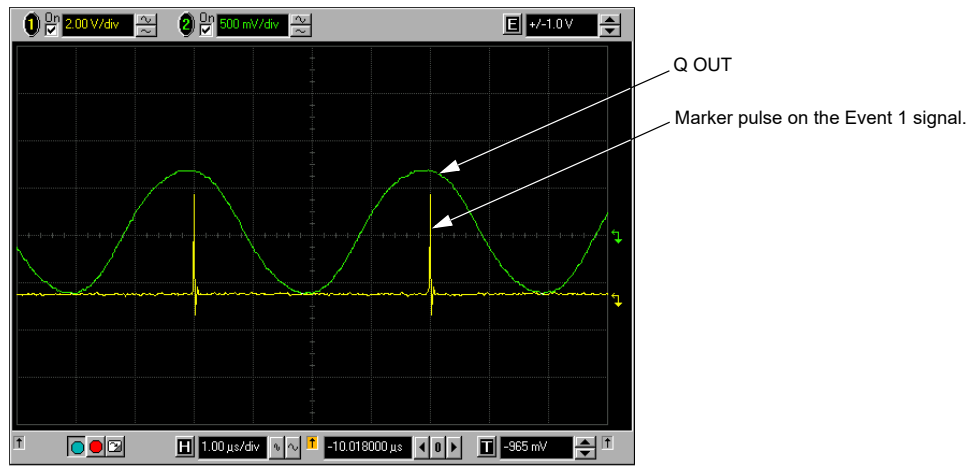 1 On 2.00 V/div 2 On 500 mV/div E +/-1.0 V
Q OUT
Marker pulse on the Event 1 signal.
H 1.00 µs/div -10.018000 µs 0 T -965 mV